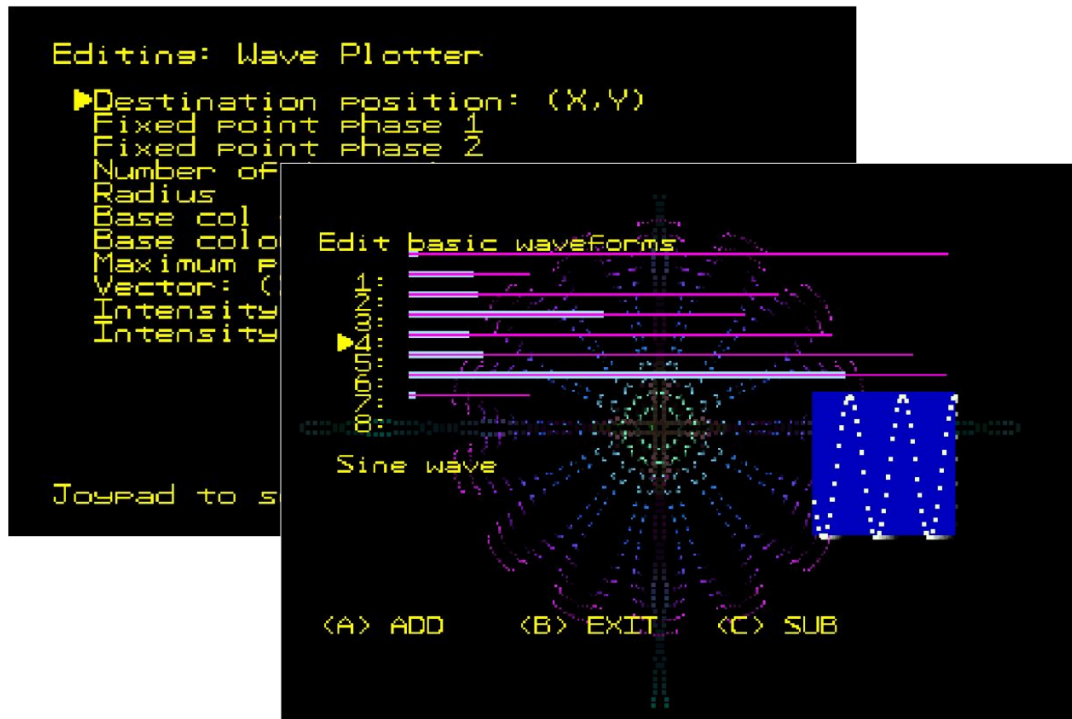 Editing: Wave Plotter
Destination position: (X,Y)
Fixed point phase 1
Fixed point phase 2
Number of
Radius
Base col
Base colo
Maximum p
Vector: (
Intensity
Intensity
Joypad to s
Edit basic waveforms
1:
2:
3:
4:
5:
6:
7:
8:
Sine wave
<A> ADD <B> EXIT <C> SUB